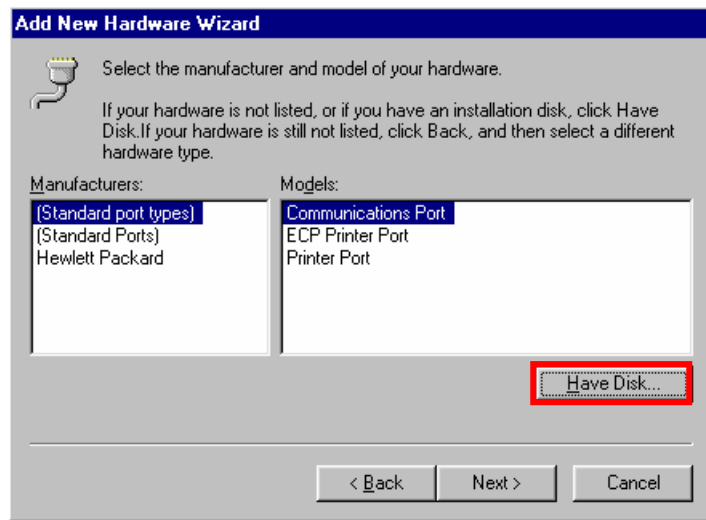 Add New Hardware Wizard
Select the manufacturer and model of your hardware.
If your hardware is not listed, or if you have an installation disk, click Have
Disk.If your hardware is still not listed, click Back, and then select a different
hardware type.
Manufacturers:
Models:
(Standard port types)
(Standard Ports)
Hewlett Packard
Communications Port
ECP Printer Port
Printer Port
Have Disk...
< Back
Next >
Cancel